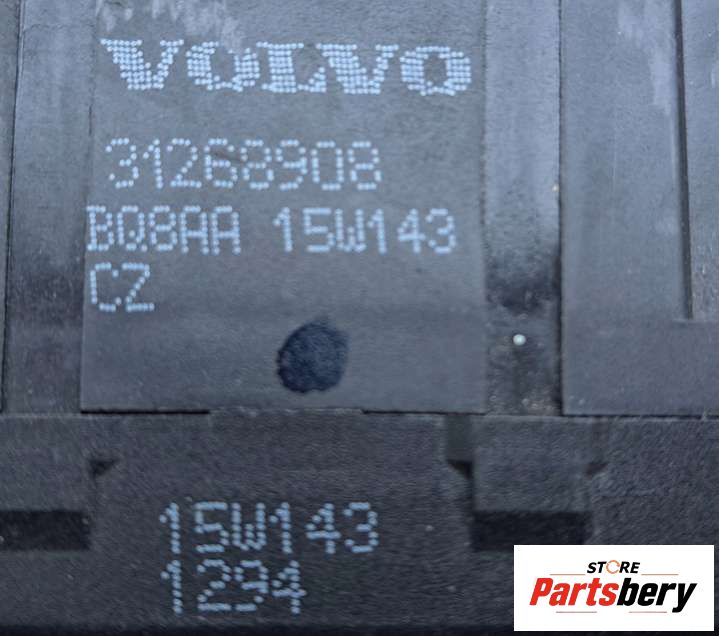 VOLVO
31268908
BQ8AA 15W143
CZ
15W143
1294
STORE
Partsbery